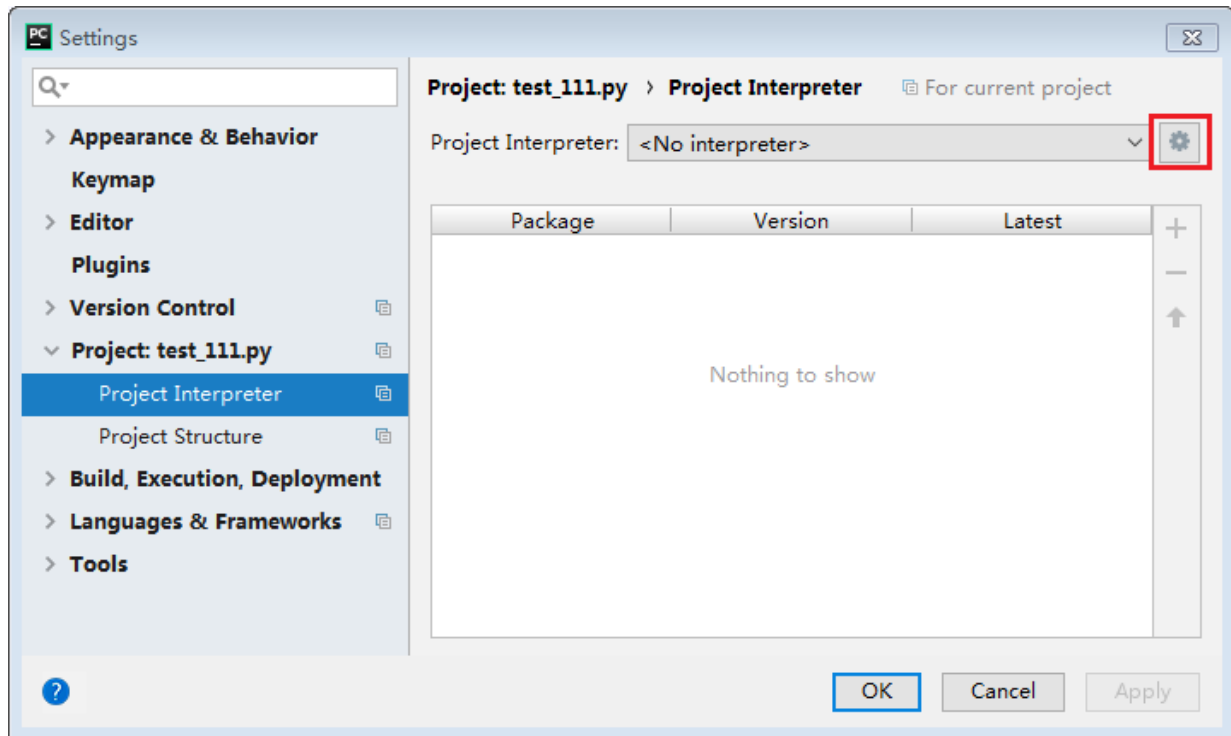 PC Settings
Project: test_111.py > Project Interpreter For current project
Project Interpreter: <No interpreter>
Appearance & Behavior
Keymap
Editor
Plugins
Version Control
Project: test_111.py
Project Interpreter
Project Structure
Build, Execution, Deployment
Languages & Frameworks
Tools
Package Version Latest
Nothing to show
? OK Cancel Apply